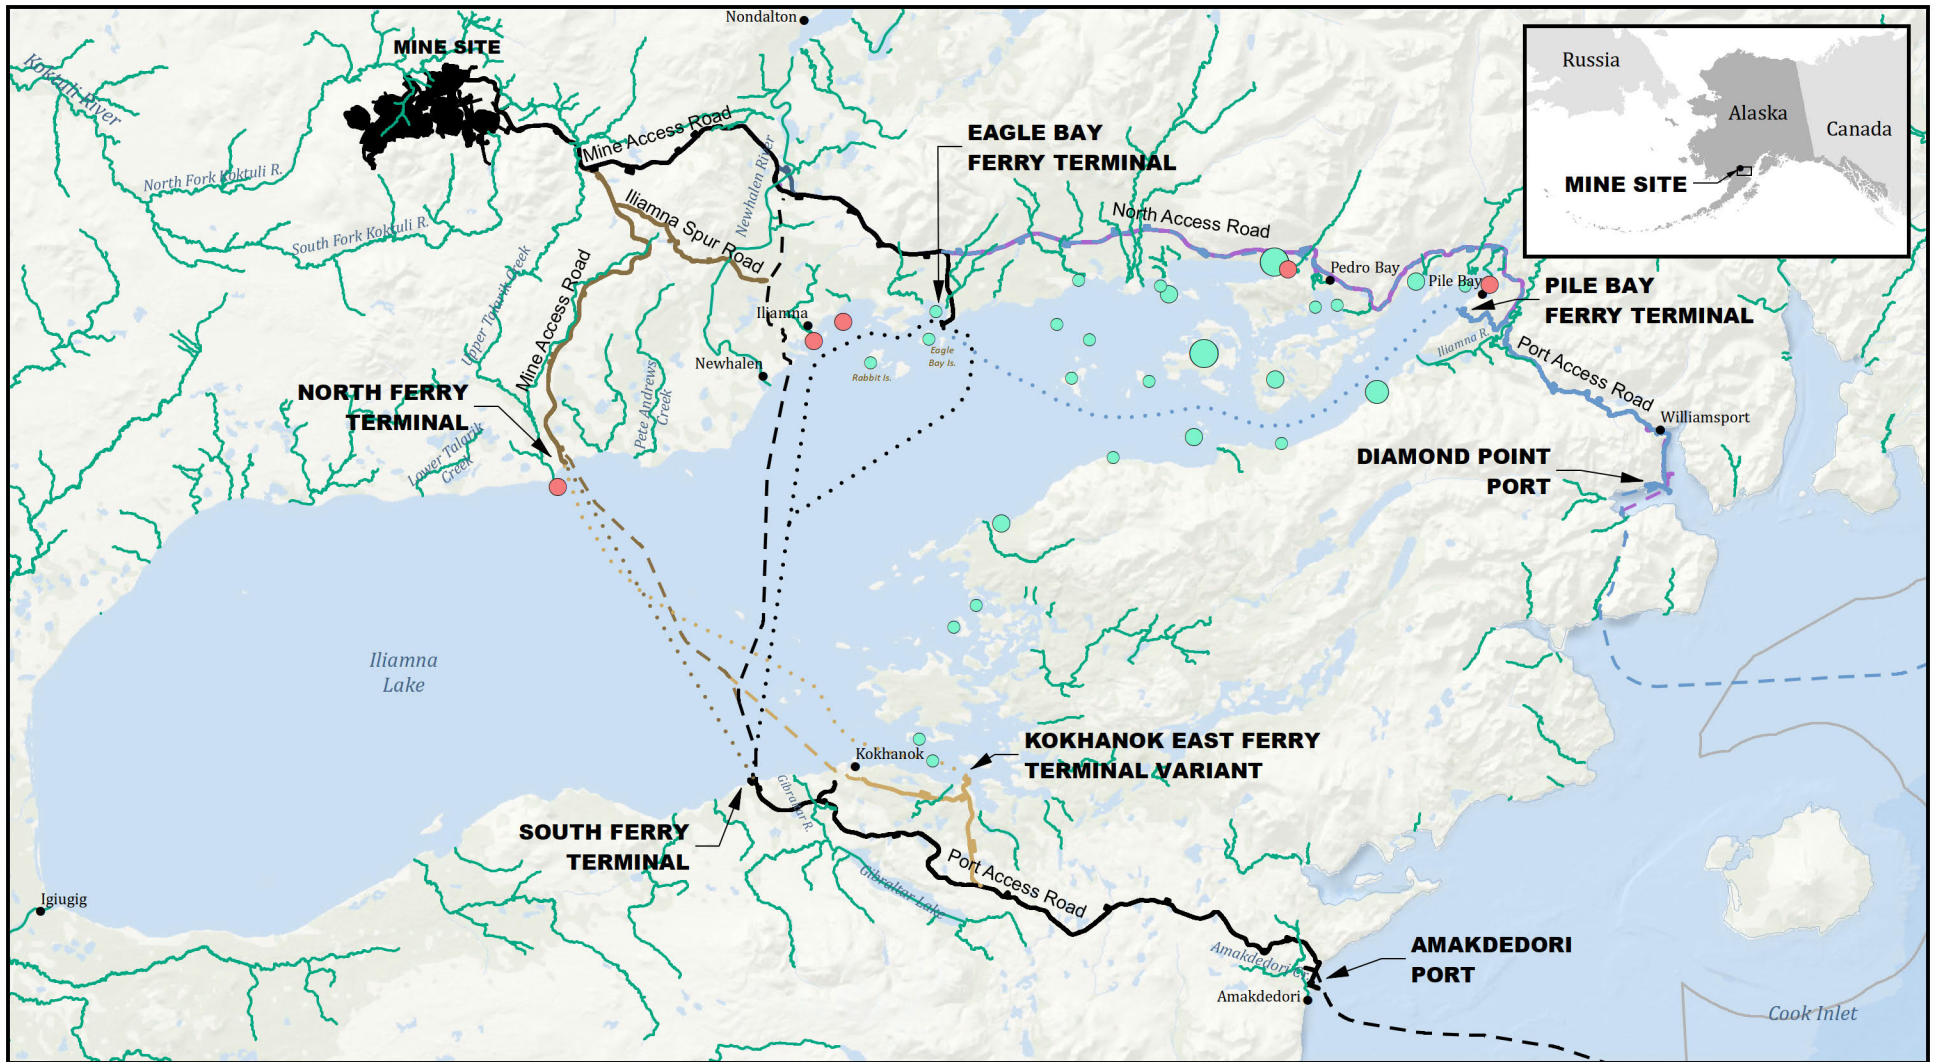 Nondalton
MINE SITE
Koktuli River
Russia
Alaska
Canada
MINE SITE
Mine Access Road
EAGLE BAY
FERRY TERMINAL
North Fork Koktuli R.
Newhalen River
Iliamna Spur Road
North Access Road
South Fork Koktuli R.
Upper Talarik Creek
Mine Access Road
Pedro Bay
Pile Bay
PILE BAY
FERRY TERMINAL
Iliamna
Iliamna R.
Eagle
Bay Is.
Rabbit Is.
Newhalen
Port Access Road
NORTH FERRY
TERMINAL
Pete Andrews
Creek
Williamsport
Lower Talarik
Creek
DIAMOND POINT
PORT
Iliamna
Lake
Kokhanok
KOKHANOK EAST FERRY
TERMINAL VARIANT
Gibraltar R.
SOUTH FERRY
TERMINAL
Port Access Road
Gibraltar Lake
Igiugig
Amakdedori Cr.
AMAKDEDORI
PORT
Amakdedori
Cook Inlet